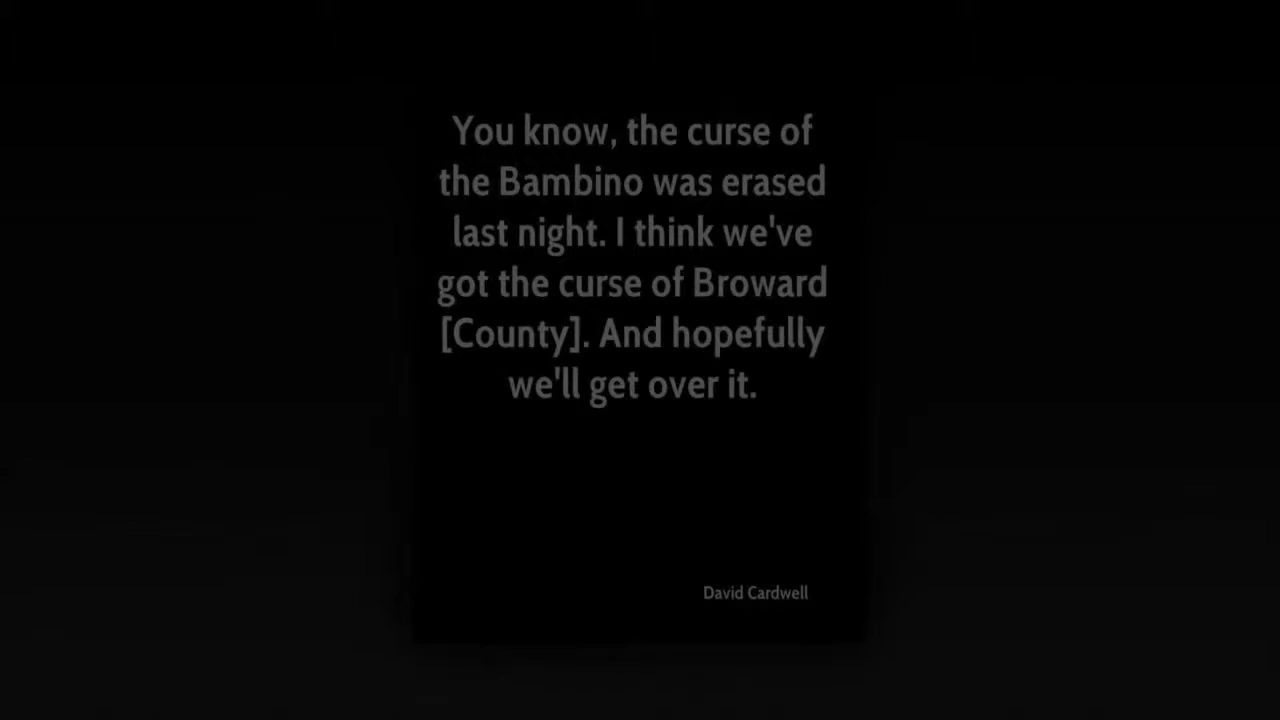 You know, the curse of
the Bambino was erased
last night. I think we've
got the curse of Broward
[County]. And hopefully
we'll get over it.
David Cardwell